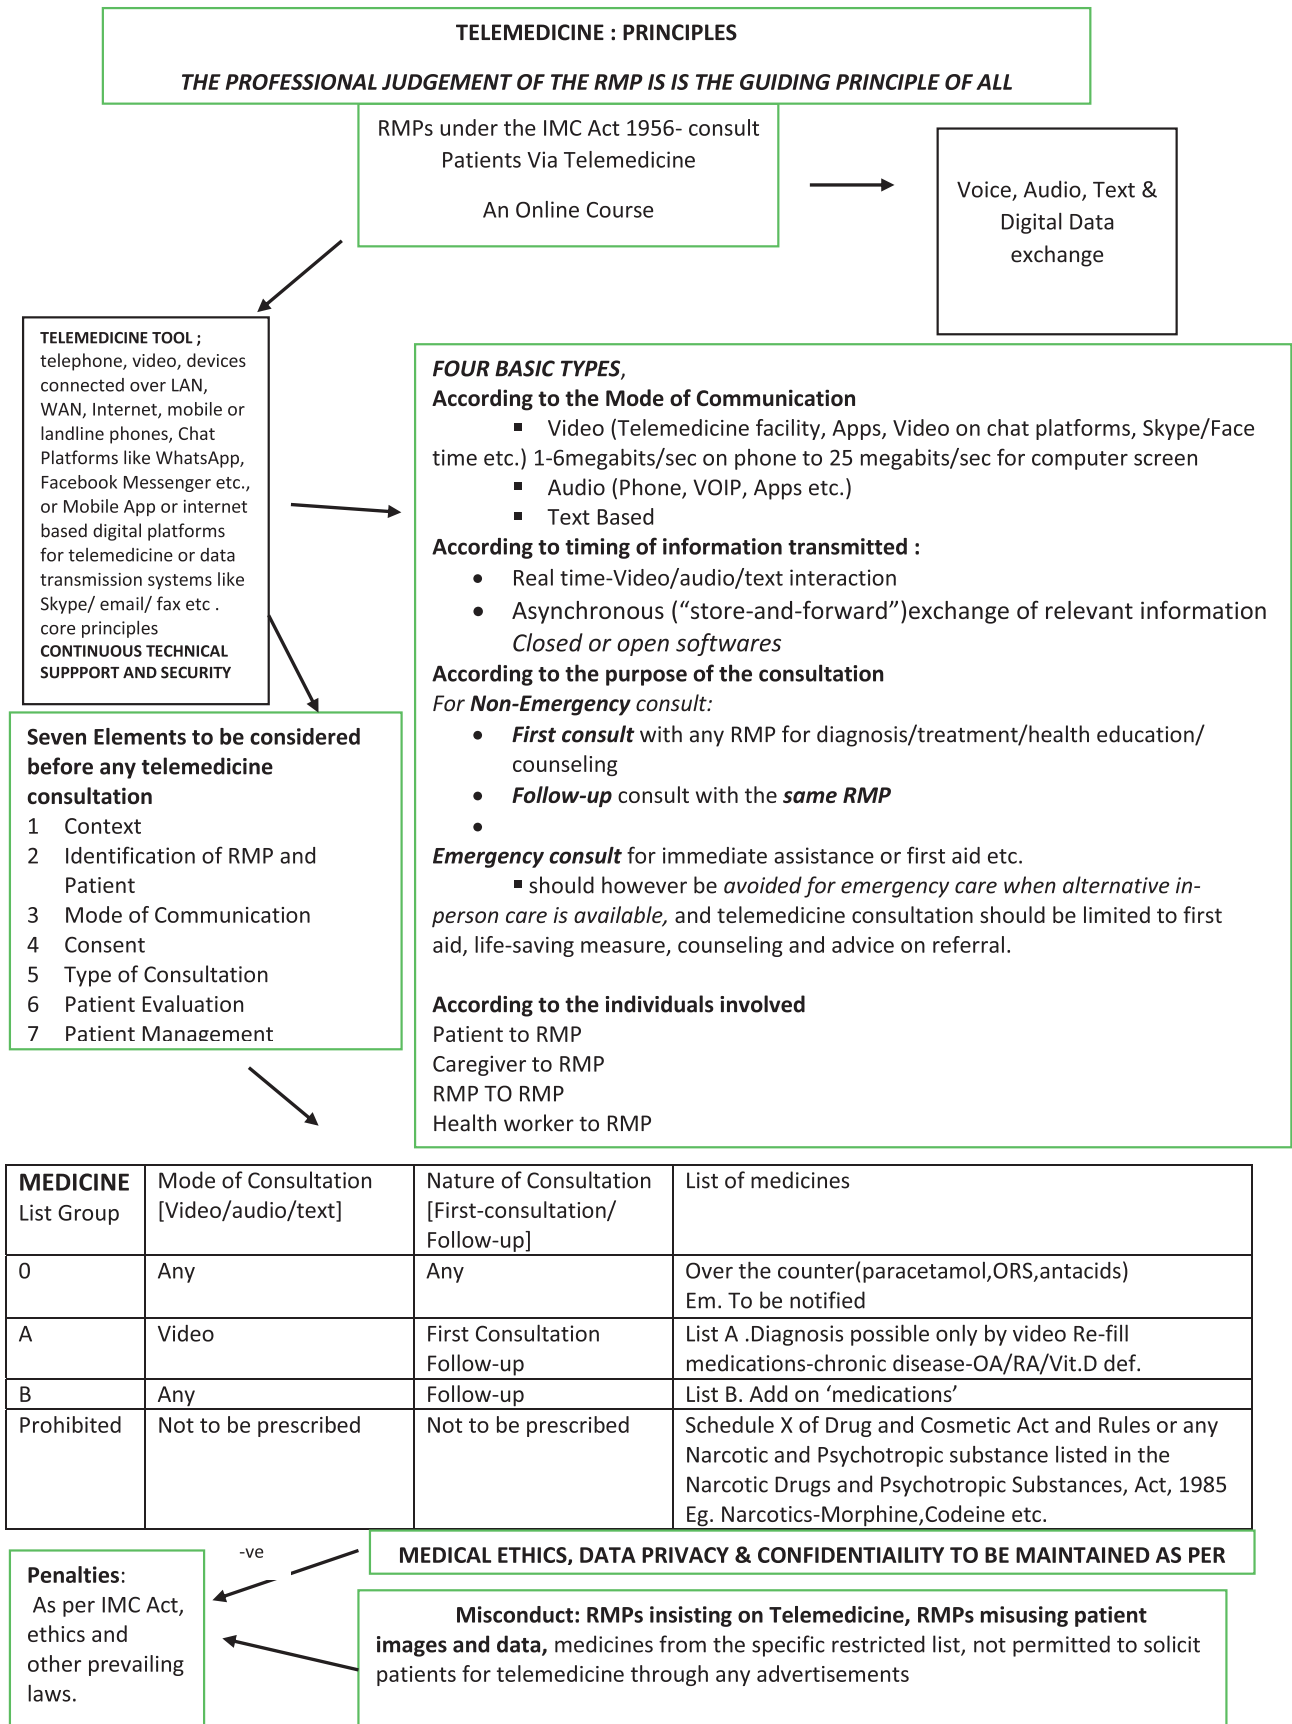 TELEMEDICINE : PRINCIPLES
THE PROFESSIONAL JUDGEMENT OF THE RMP IS IS THE GUIDING PRINCIPLE OF ALL
RMPs under the IMC Act 1956- consult
Patients Via Telemedicine
An Online Course
Voice, Audio, Text &
Digital Data
exchange
TELEMEDICINE TOOL ;
telephone, video, devices
connected over LAN,
WAN, Internet, mobile or
landline phones, Chat
Platforms like WhatsApp,
Facebook Messenger etc.,
or Mobile App or internet
based digital platforms
for telemedicine or data
transmission systems like
Skype/ email/ fax etc .
core principles
CONTINUOUS TECHNICAL
SUPPPORT AND SECURITY
FOUR BASIC TYPES,
According to the Mode of Communication
▪ Video (Telemedicine facility, Apps, Video on chat platforms, Skype/Face
time etc.) 1-6megabits/sec on phone to 25 megabits/sec for computer screen
▪ Audio (Phone, VOIP, Apps etc.)
▪ Text Based
According to timing of information transmitted :
• Real time-Video/audio/text interaction
• Asynchronous (“store-and-forward”)exchange of relevant information
Closed or open softwares
According to the purpose of the consultation
For Non-Emergency consult:
• First consult with any RMP for diagnosis/treatment/health education/
counseling
• Follow-up consult with the same RMP
•
Emergency consult for immediate assistance or first aid etc.
▪ should however be avoided for emergency care when alternative in-
person care is available, and telemedicine consultation should be limited to first
aid, life-saving measure, counseling and advice on referral.
According to the individuals involved
Patient to RMP
Caregiver to RMP
RMP TO RMP
Health worker to RMP
Seven Elements to be considered
before any telemedicine
consultation
1 Context
2 Identification of RMP and
Patient
3 Mode of Communication
4 Consent
5 Type of Consultation
6 Patient Evaluation
7 Patient Management
MEDICINE
List Group
Mode of Consultation
[Video/audio/text]
Nature of Consultation
[First-consultation/
Follow-up]
List of medicines
0
Any
Any
Over the counter(paracetamol,ORS,antacids)
Em. To be notified
A
Video
First Consultation
Follow-up
List A .Diagnosis possible only by video Re-fill
medications-chronic disease-OA/RA/Vit.D def.
B
Any
Follow-up
List B. Add on ‘medications’
Prohibited
Not to be prescribed
Not to be prescribed
Schedule X of Drug and Cosmetic Act and Rules or any
Narcotic and Psychotropic substance listed in the
Narcotic Drugs and Psychotropic Substances, Act, 1985
Eg. Narcotics-Morphine,Codeine etc.
-ve
MEDICAL ETHICS, DATA PRIVACY & CONFIDENTIAILITY TO BE MAINTAINED AS PER
Penalties:
As per IMC Act,
ethics and
other prevailing
laws.
Misconduct: RMPs insisting on Telemedicine, RMPs misusing patient
images and data, medicines from the specific restricted list, not permitted to solicit
patients for telemedicine through any advertisements